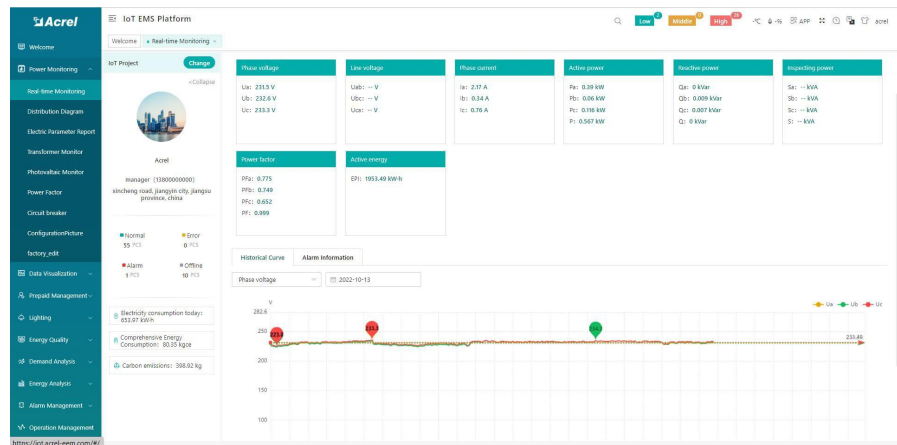 Acrel
IoT EMS Platform
Low 2
Middle 0
High 26
-℃
-%
APP
acrel
Welcome
Real-time Monitoring ×
Welcome
Power Monitoring
Real-time Monitoring
Distribution Diagram
Electric Parameter Report
Transformer Monitor
Photovaltaic Monitor
Power Factor
Circuit breaker
ConfigurationPicture
factory_edit
Data Visualization
Prepaid Management
Lighting
Energy Quality
Demand Analysis
Energy Analysis
Alarm Management
Operation Management
https://iot.acrel-eem.com/#/
IoT Project
Change
<Collapse
Acrel
manager (13800000000)
xincheng road, jiangyin city, jiangsu
province, china
Normal
55 PCS
Error
0 PCS
Alarm
1 PCS
Offline
10 PCS
Electricity consumption today:
653.97 kW·h
Comprehensive Energy
Consumption: 80.35 kgce
Carbon emissions: 398.92 kg
Phase voltage
Ua: 231.5 V
Ub: 232.6 V
Uc: 233.3 V
Line voltage
Uab: -- V
Ubc: -- V
Uca: -- V
Phase current
Ia: 2.17 A
Ib: 0.34 A
Ic: 0.76 A
Active power
Pa: 0.39 kW
Pb: 0.06 kW
Pc: 0.116 kW
P: 0.567 kW
Reactive power
Qa: 0 kVar
Qb: 0.009 kVar
Qc: 0.007 kVar
Q: 0 kVar
Inspecting power
Sa: -- kVA
Sb: -- kVA
Sc: -- kVA
S: -- kVA
Power factor
PFa: 0.775
PFb: 0.749
PFc: 0.652
PF: 0.999
Active energy
EPI: 1953.49 kW·h
Historical Curve
Alarm Information
Phase voltage
2022-10-13
V
Ua
Ub
Uc
282.6
250
200
150
100
223.3
233.3
233.49